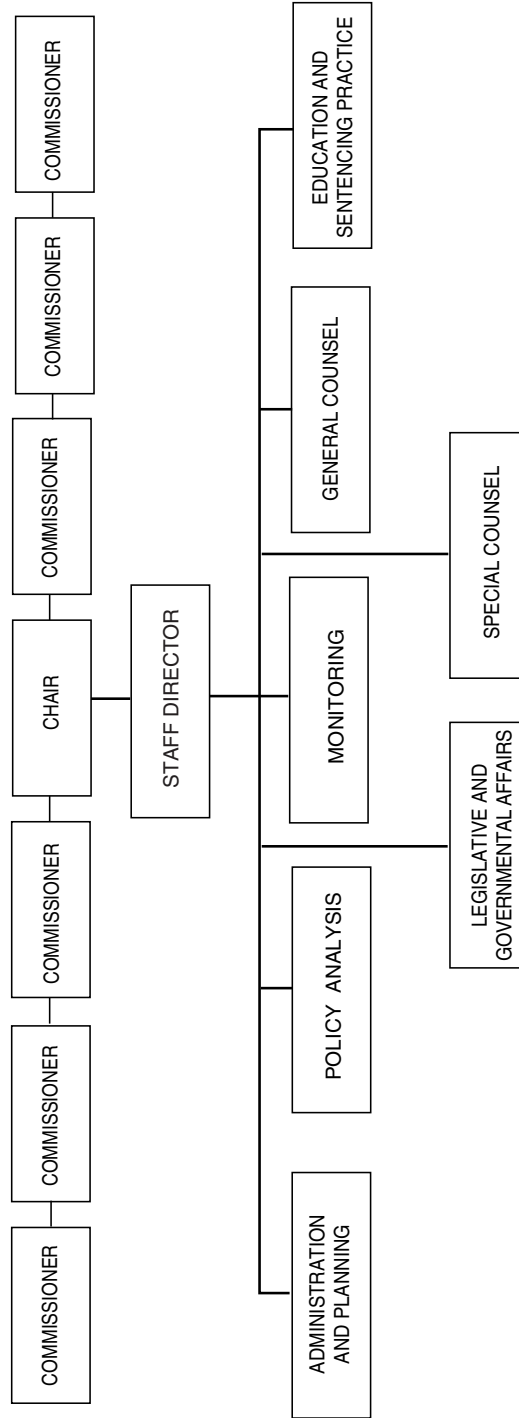 COMMISSIONER
COMMISSIONER
COMMISSIONER
CHAIR
COMMISSIONER
COMMISSIONER
COMMISSIONER
STAFF DIRECTOR
ADMINISTRATION
AND PLANNING
POLICY ANALYSIS
MONITORING
GENERAL COUNSEL
EDUCATION AND
SENTENCING PRACTICE
LEGISLATIVE AND
GOVERNMENTAL AFFAIRS
SPECIAL COUNSEL